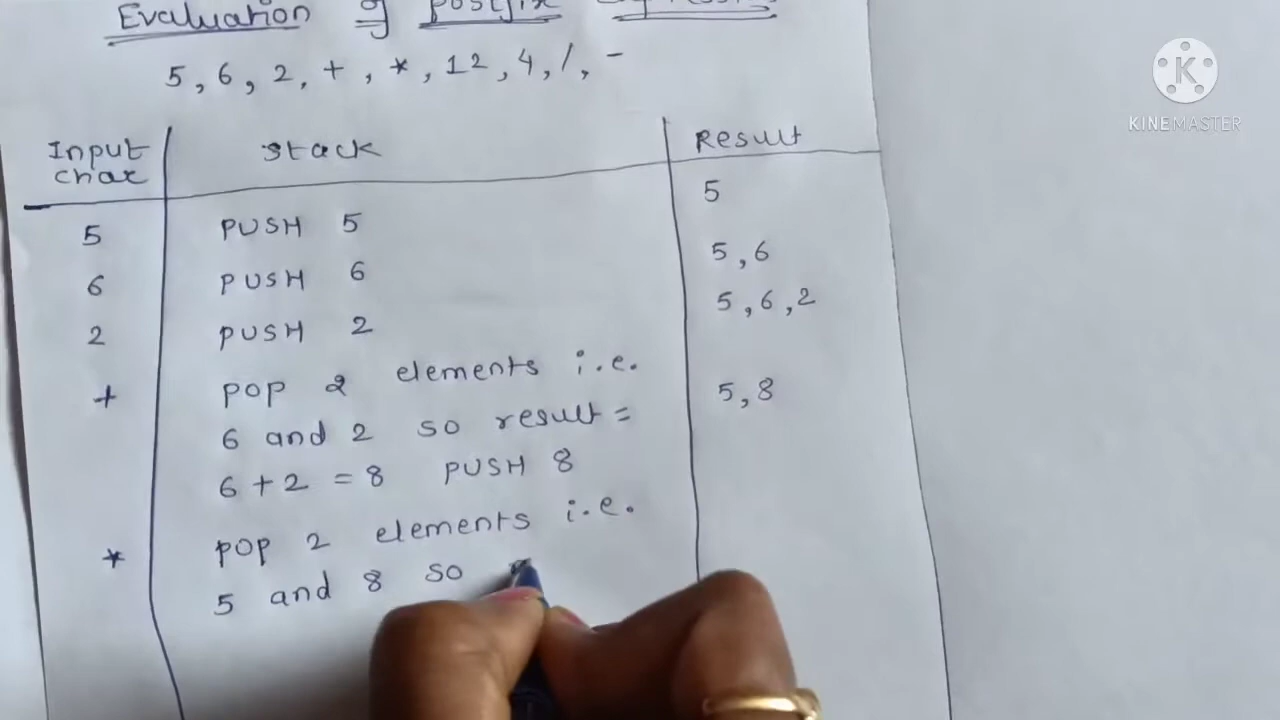 Evaluation of postfix
5, 6, 2, +, *, 12, 4, /, -
Input char | stack | Result
5 | PUSH 5 | 5
6 | PUSH 6 | 5, 6
2 | PUSH 2 | 5, 6, 2
+ | pop 2 elements i.e. | 5, 8
6 and 2 so result =
6 + 2 = 8 PUSH 8
* | pop 2 elements i.e.
5 and 8 so
KINEMASTER